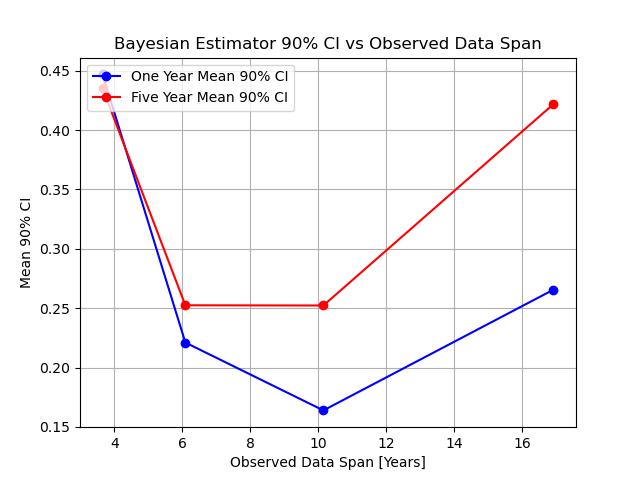 Bayesian Estimator 90% CI vs Observed Data Span
One Year Mean 90% CI
Five Year Mean 90% CI
0.45
0.40
0.35
0.30
0.25
0.20
0.15
Mean 90% CI
4 6 8 10 12 14 16
Observed Data Span [Years]